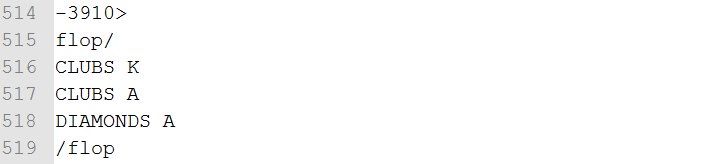 514 -3910>
515 flop/
516 CLUBS K
517 CLUBS A
518 DIAMONDS A
519 /flop